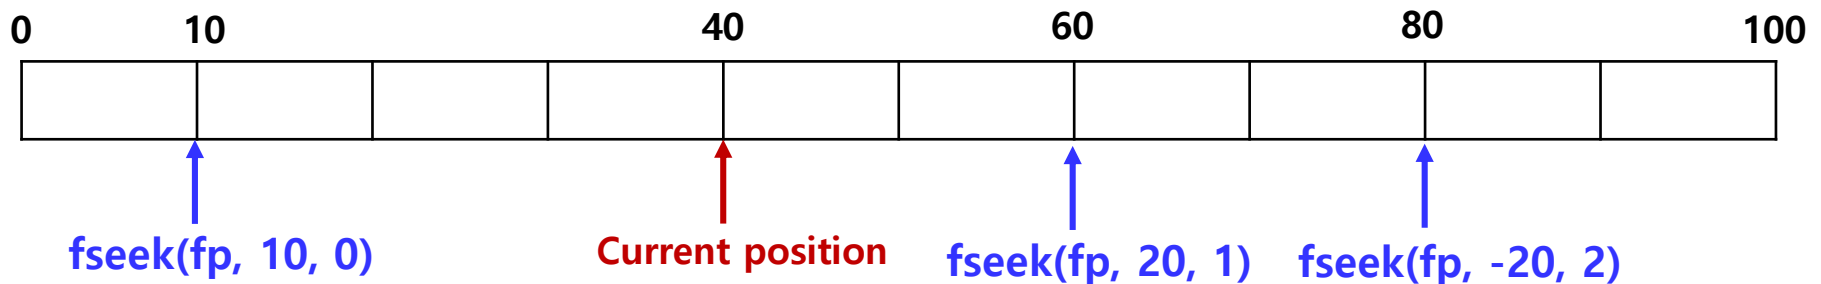 0 10 40 60 80 100
fseek(fp, 10, 0) Current position fseek(fp, 20, 1) fseek(fp, -20, 2)